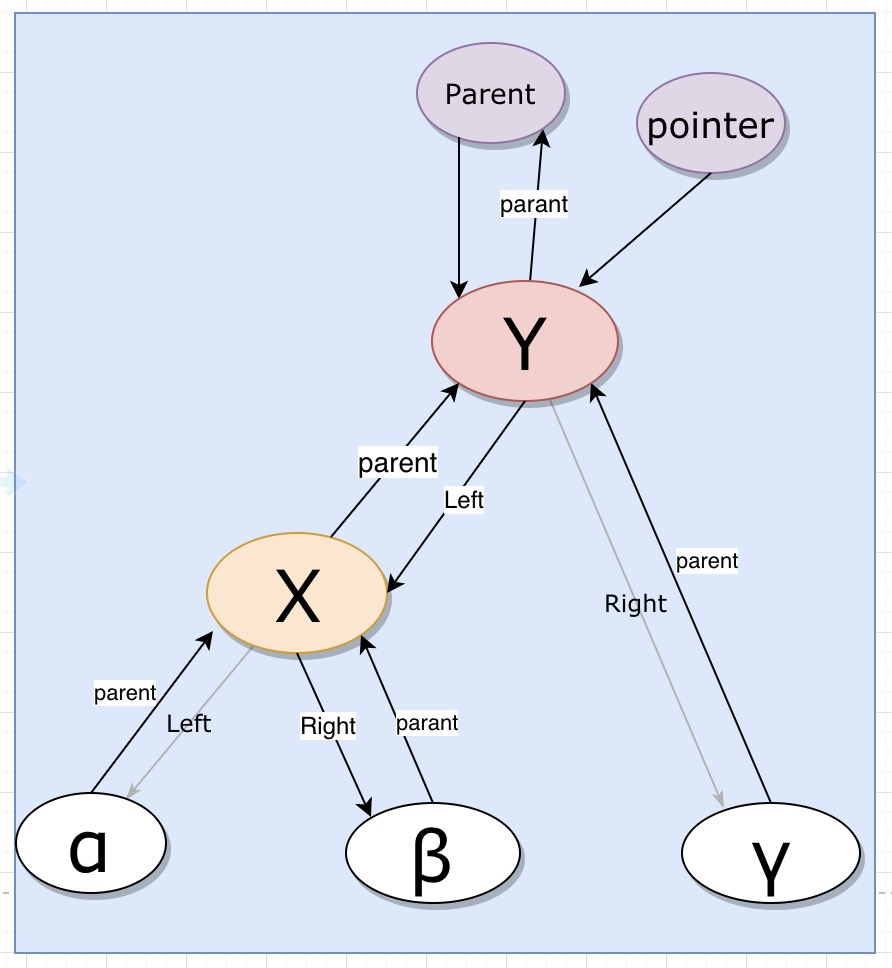 Parent
pointer
parant
Y
parent
Left
parent
Right
X
parent
Left
Right
parant
α
β
γ